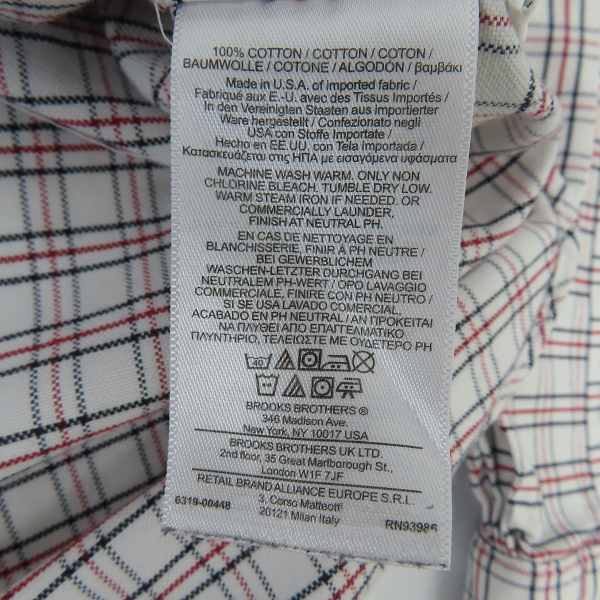 100% COTTON / COTTON / COTON /
BAUMWOLLE / COTONE / ALGODÓN / βαμβάκι
Made in U.S.A. of imported fabric /
Fabriqué aux E.-U. avec des Tissus Importés /
In den Vereinigten Staaten aus importierter
Ware hergestellt / Confezionato negli
USA con Stoffe Importate /
Hecho en EE.UU. con Tela importada /
Κατασκευάζεται στις ΗΠΑ με εισαγόμενα υφάσματα
MACHINE WASH WARM. ONLY NON
CHLORINE BLEACH. TUMBLE DRY LOW.
WARM STEAM IRON IF NEEDED. OR
COMMERCIALLY LAUNDER,
FINISH AT NEUTRAL PH.
EN CAS DE NETTOYAGE EN
BLANCHISSERIE. FINIR À PH NEUTRE /
BEI GEWERBLICHEM
WASCHEN-LETZTER DURCHGANG BEI
NEUTRALEM PH-WERT / OPO LAVAGGIO
COMMERCIALE, FINIRE CON PH NEUTRE /
SI SE USA LAVADO COMERCIAL,
ACABADO EN PH NEUTRO / ΑΝ ΠΡΟΚΕΙΤΑΙ
ΝΑ ΠΛΥΘΕΙ ΑΠΟ ΕΠΑΓΓΕΛΜΑΤΙΚΟ
ΠΛΥΝΤΗΡΙΟ, ΤΕΛΕΙΩΣΤΕ ΜΕ ΟΥΔΕΤΕΡΟ PH
40
BROOKS BROTHERS ®
346 Madison Ave.
New York, NY 10017 USA
BROOKS BROTHERS UK LTD.
2nd floor, 35 Great Marlborough St.
London W1F 7JF
RETAIL BRAND ALLIANCE EUROPE S.R.L.
3, Corso Matteoti
6319-00448 20121 Milan Italy RN93986